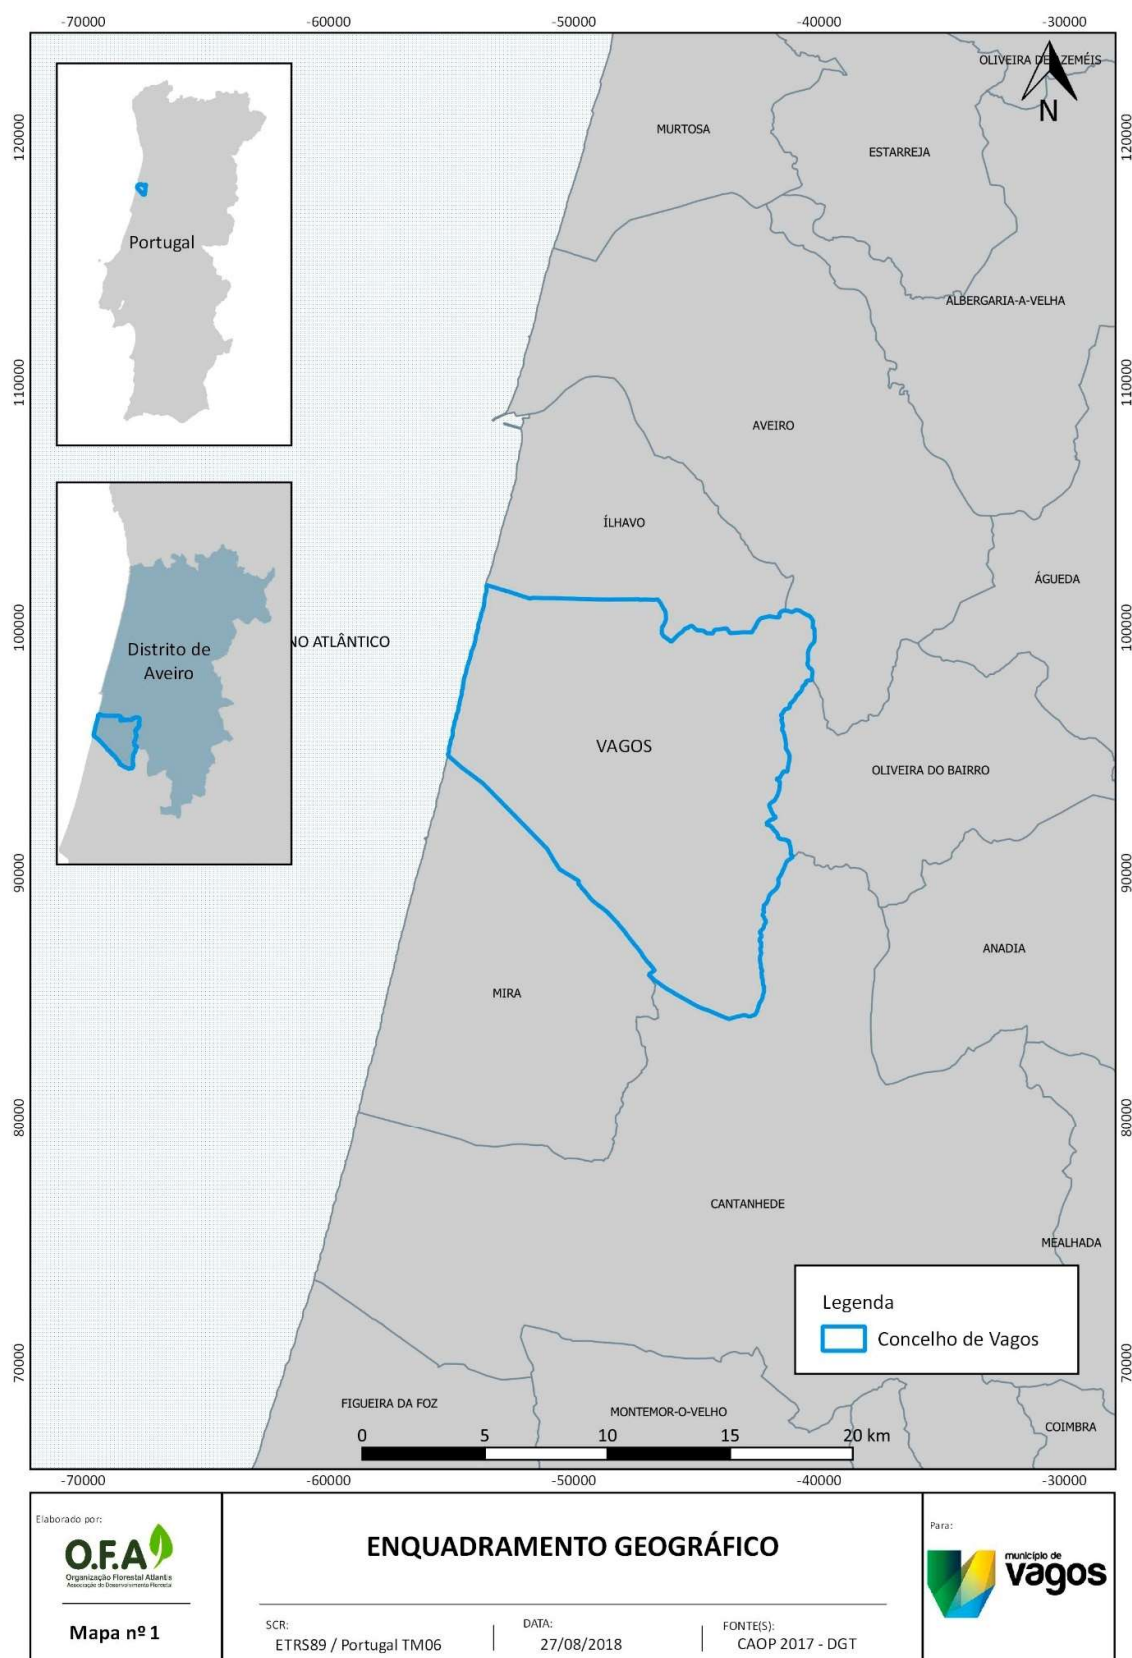 -70000 -60000 -50000 -40000 -30000
120000
110000
100000
90000
80000
70000
120000
110000
100000
90000
80000
70000
N
Portugal
Distrito de
Aveiro
NO ATLÂNTICO
MURTOSA
ESTARREJA
ALBERGARIA-A-VELHA
AVEIRO
ÍLHAVO
ÁGUEDA
VAGOS
OLIVEIRA DO BAIRRO
ANADIA
MIRA
CANTANHEDE
MEALHADA
Legenda
Concelho de Vagos
FIGUEIRA DA FOZ
MONTEMOR-O-VELHO
COIMBRA
0 5 10 15 20 km
-70000 -60000 -50000 -40000 -30000
Elaborado por:
O.F.A
Organização Florestal Atlantis
Associação do Desenvolvimento Florestal
Mapa nº 1
ENQUADRAMENTO GEOGRÁFICO
SCR:
ETRS89 / Portugal TM06
DATA:
27/08/2018
FONTE(S):
CAOP 2017 - DGT
Para:
município de
vagos